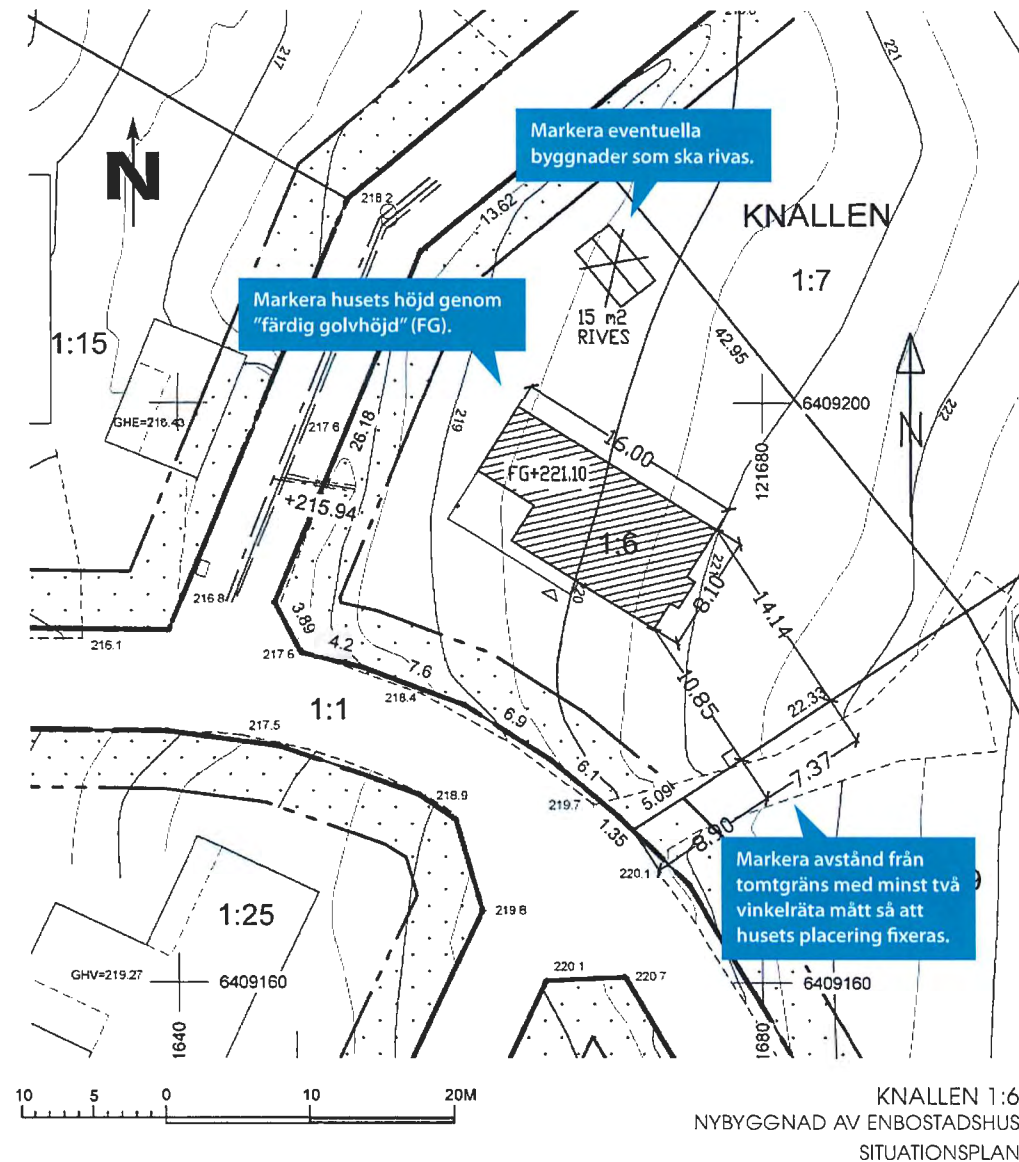 217
221
N
Markera eventuella
byggnader som ska rivas.
218.2
13.62
KNALLEN
1:7
Markera husets höjd genom
"färdig golvhöjd" (FG).
15 m2
RIVES
1:15
42.95
219
222
6409200
121680
N
GHE=216.43
217.6
26.18
16.00
FG+221.10
+215.94
1:6
220
8.10
14.14
216.8
216.1
3.89
217.6
4.2
7.6
218.4
10.85
22.33
1:1
6.9
217.5
6.1
219.7
5.09
7.37
218.9
1.35
8.90
220.1
Markera avstånd från
tomtgräns med minst två
vinkelräta mått så att
husets placering fixeras.
9
1:25
219.8
GHV=219.27
6409160
220.1
220.7
6409160
1640
1680
10 5 0 10 20M
KNALLEN 1:6
NYBYGGNAD AV ENBOSTADSHUS
SITUATIONSPLAN